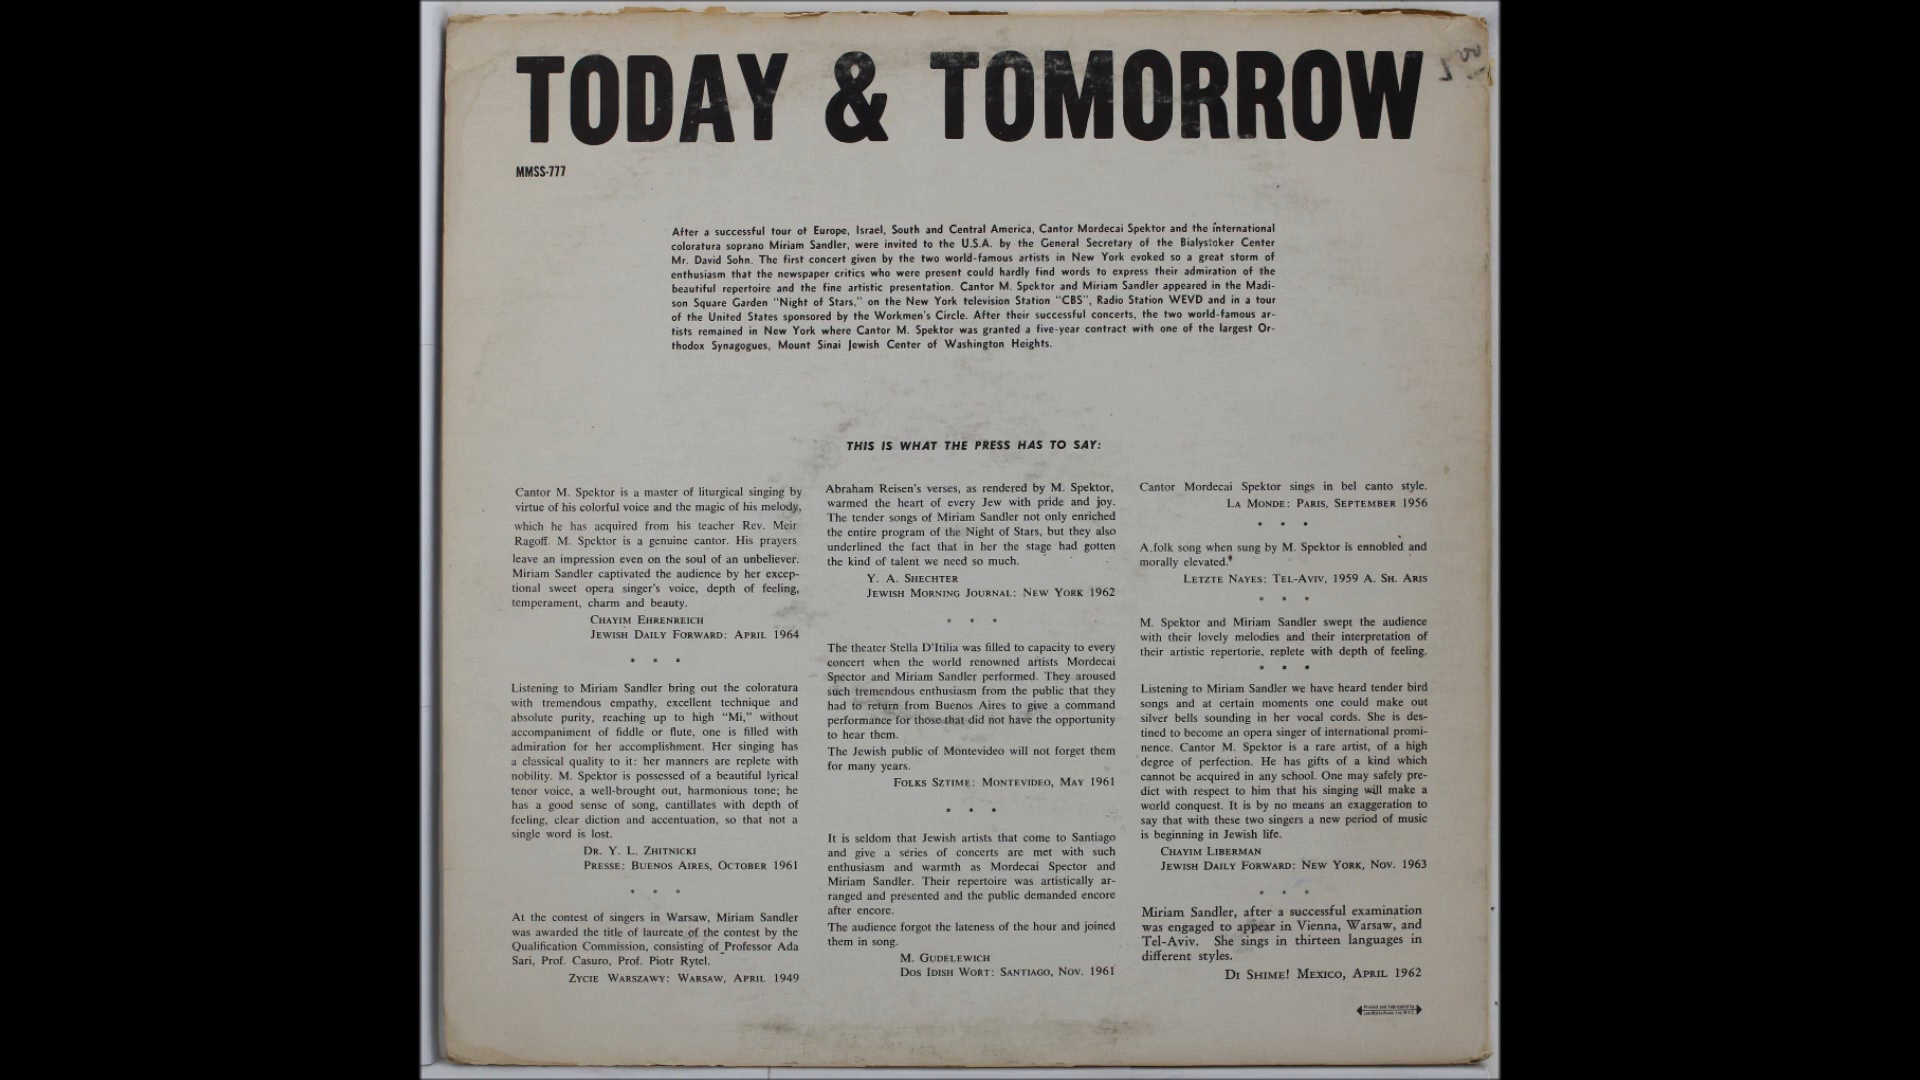 TODAY & TOMORROW
MMSS-777
After a successful tour of Europe, Israel, South and Central America, Cantor Mordecai Spektor and the international
coloratura soprano Miriam Sandler, were invited to the U.S.A. by the General Secretary of the Bialystoker Center
Mr. David Sohn. The first concert given by the two world-famous artists in New York evoked so a great storm of
enthusiasm that the newspaper critics who were present could hardly find words to express their admiration of the
beautiful repertoire and the fine artistic presentation. Cantor M. Spektor and Miriam Sandler appeared in the Madi-
son Square Garden "Night of Stars," on the New York television Station "CBS", Radio Station WEVD and in a tour
of the United States sponsored by the Workmen's Circle. After their successful concerts, the two world-famous ar-
tists remained in New York where Cantor M. Spektor was granted a five-year contract with one of the largest Or-
thodox Synagogues, Mount Sinai Jewish Center of Washington Heights.
THIS IS WHAT THE PRESS HAS TO SAY:
Cantor M. Spektor is a master of liturgical singing by
virtue of his colorful voice and the magic of his melody,
which he has acquired from his teacher Rev. Meir
Ragoff. M. Spektor is a genuine cantor. His prayers
leave an impression even on the soul of an unbeliever.
Miriam Sandler captivated the audience by her excep-
tional sweet opera singer's voice, depth of feeling,
temperament, charm and beauty.
CHAYIM EHRENREICH
JEWISH DAILY FORWARD: APRIL 1964
* * *
Listening to Miriam Sandler bring out the coloratura
with tremendous empathy, excellent technique and
absolute purity, reaching up to high "Mi," without
accompaniment of fiddle or flute, one is filled with
admiration for her accomplishment. Her singing has
a classical quality to it: her manners are replete with
nobility. M. Spektor is possessed of a beautiful lyrical
tenor voice, a well-brought out, harmonious tone; he
has a good sense of song, cantillates with depth of
feeling, clear diction and accentuation, so that not a
single word is lost.
DR. Y. L. ZHITNICKI
PRESSE: BUENOS AIRES, OCTOBER 1961
* * *
At the contest of singers in Warsaw, Miriam Sandler
was awarded the title of laureate of the contest by the
Qualification Commission, consisting of Professor Ada
Sari, Prof. Casuro, Prof. Piotr Rytel.
ZYCIE WARSZAWY: WARSAW, APRIL 1949
Abraham Reisen's verses, as rendered by M. Spektor,
warmed the heart of every Jew with pride and joy.
The tender songs of Miriam Sandler not only enriched
the entire program of the Night of Stars, but they also
underlined the fact that in her the stage had gotten
the kind of talent we need so much.
Y. A. SHECHTER
JEWISH MORNING JOURNAL: NEW YORK 1962
* * *
The theater Stella D'Itilia was filled to capacity to every
concert when the world renowned artists Mordecai
Spector and Miriam Sandler performed. They aroused
such tremendous enthusiasm from the public that they
had to return from Buenos Aires to give a command
performance for those that did not have the opportunity
to hear them.
The Jewish public of Montevideo will not forget them
for many years.
FOLKS SZTIME: MONTEVIDEO, MAY 1961
* * *
It is seldom that Jewish artists that come to Santiago
and give a series of concerts are met with such
enthusiasm and warmth as Mordecai Spector and
Miriam Sandler. Their repertoire was artistically ar-
ranged and presented and the public demanded encore
after encore.
The audience forgot the lateness of the hour and joined
them in song.
M. GUDELEWICH
DOS IDISH WORT: SANTIAGO, NOV. 1961
Cantor Mordecai Spektor sings in bel canto style.
LA MONDE: PARIS, SEPTEMBER 1956
* * *
A folk song when sung by M. Spektor is ennobled and
morally elevated.
LETZTE NAYES: TEL-AVIV, 1959 A. SH. ARIS
* * *
M. Spektor and Miriam Sandler swept the audience
with their lovely melodies and their interpretation of
their artistic repertorie, replete with depth of feeling.
* * *
Listening to Miriam Sandler we have heard tender bird
songs and at certain moments one could make out
silver bells sounding in her vocal cords. She is des-
tined to become an opera singer of international promi-
nence. Cantor M. Spektor is a rare artist, of a high
degree of perfection. He has gifts of a kind which
cannot be acquired in any school. One may safely pre-
dict with respect to him that his singing will make a
world conquest. It is by no means an exaggeration to
say that with these two singers a new period of music
is beginning in Jewish life.
CHAYIM LIBERMAN
JEWISH DAILY FORWARD: NEW YORK, NOV. 1963
* * *
Miriam Sandler, after a successful examination
was engaged to appear in Vienna, Warsaw, and
Tel-Aviv. She sings in thirteen languages in
different styles.
DI SHIME! MEXICO, APRIL 1962